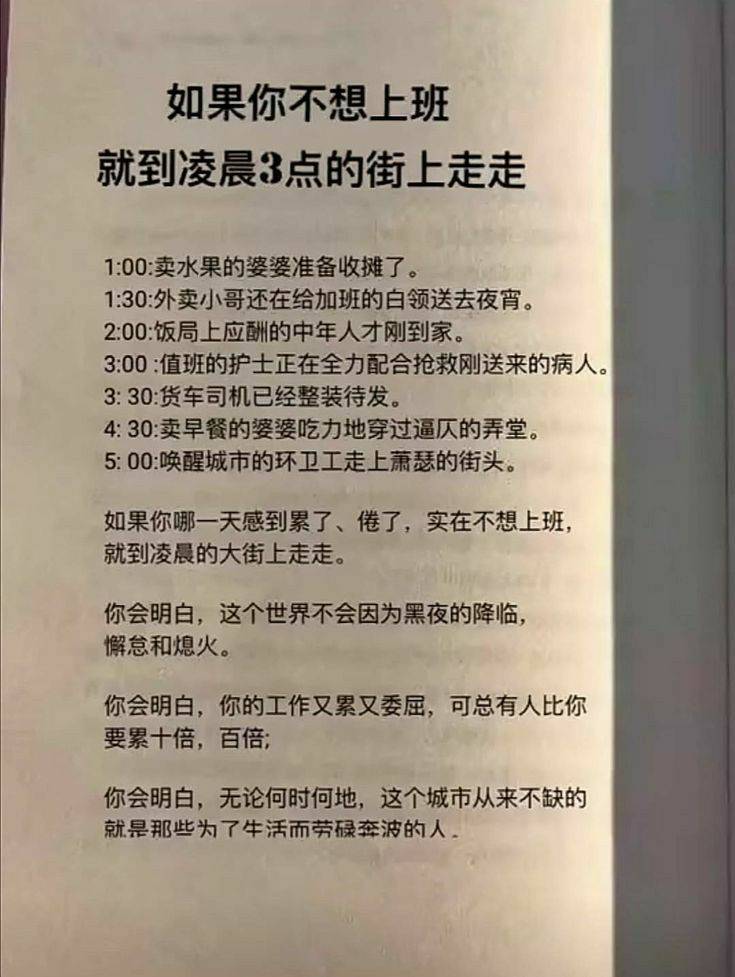 如果你不想上班
就到凌晨3点的街上走走
1:00:卖水果的婆婆准备收摊了。
1:30:外卖小哥还在给加班的白领送去夜宵。
2:00:饭局上应酬的中年人才刚到家。
3:00 :值班的护士正在全力配合抢救刚送来的病人。
3: 30:货车司机已经整装待发。
4: 30:卖早餐的婆婆吃力地穿过逼仄的弄堂。
5: 00:唤醒城市的环卫工走上萧瑟的街头。
如果你哪一天感到累了、倦了，实在不想上班，
就到凌晨的大街上走走。
你会明白，这个世界不会因为黑夜的降临，
懈怠和熄火。
你会明白，你的工作又累又委屈，可总有人比你
要累十倍，百倍;
你会明白，无论何时何地，这个城市从来不缺的
就是那些为了生活而劳碌奔波的人。